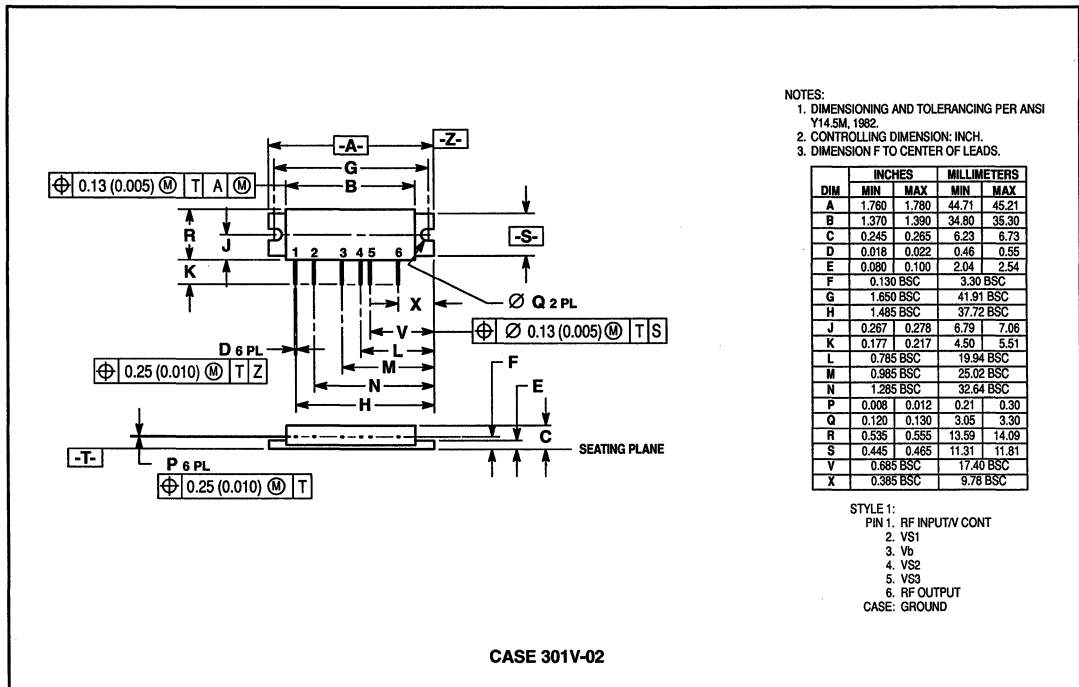 -A-
-Z-
G
⌖ 0.13 (0.005) Ⓜ T A Ⓜ
B
R
J
-S-
K
1 2 3 4 5 6
X
Ø Q 2 PL
V
⌖ Ø 0.13 (0.005) Ⓜ T S
D 6 PL
L
F
⌖ 0.25 (0.010) Ⓜ T Z
M
N
E
H
C
-T-
SEATING PLANE
P 6 PL
⌖ 0.25 (0.010) Ⓜ T
NOTES:
1. DIMENSIONING AND TOLERANCING PER ANSI
Y14.5M, 1982.
2. CONTROLLING DIMENSION: INCH.
3. DIMENSION F TO CENTER OF LEADS.
INCHES MILLIMETERS
DIM MIN MAX MIN MAX
A 1.760 1.780 44.71 45.21
B 1.370 1.390 34.80 35.30
C 0.245 0.265 6.23 6.73
D 0.018 0.022 0.46 0.55
E 0.080 0.100 2.04 2.54
F 0.130 BSC 3.30 BSC
G 1.650 BSC 41.91 BSC
H 1.485 BSC 37.72 BSC
J 0.267 0.278 6.79 7.06
K 0.177 0.217 4.50 5.51
L 0.785 BSC 19.94 BSC
M 0.985 BSC 25.02 BSC
N 1.285 BSC 32.64 BSC
P 0.008 0.012 0.21 0.30
Q 0.120 0.130 3.05 3.30
R 0.535 0.555 13.59 14.09
S 0.445 0.465 11.31 11.81
V 0.685 BSC 17.40 BSC
X 0.385 BSC 9.78 BSC
STYLE 1:
PIN 1. RF INPUT/V CONT
2. VS1
3. Vb
4. VS2
5. VS3
6. RF OUTPUT
CASE: GROUND
CASE 301V-02